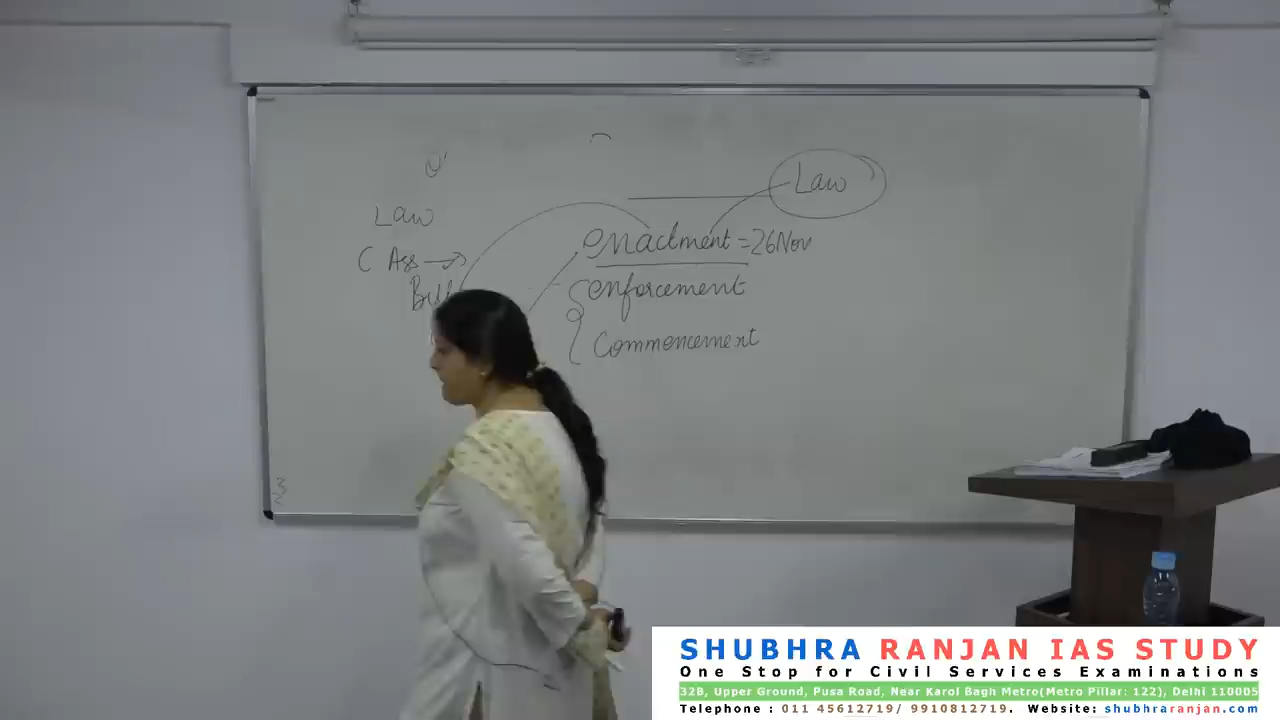 Law
Law
enactment = 26 Nov
C Ass →
enforcement
Commencement
SHUBHRA RANJAN IAS STUDY
One Stop for Civil Services Examinations
32B, Upper Ground, Pusa Road, Near Karol Bagh Metro(Metro Pillar: 122), Delhi 110005
Telephone : 011 45612719/ 9910812719. Website: shubhraranjan.com